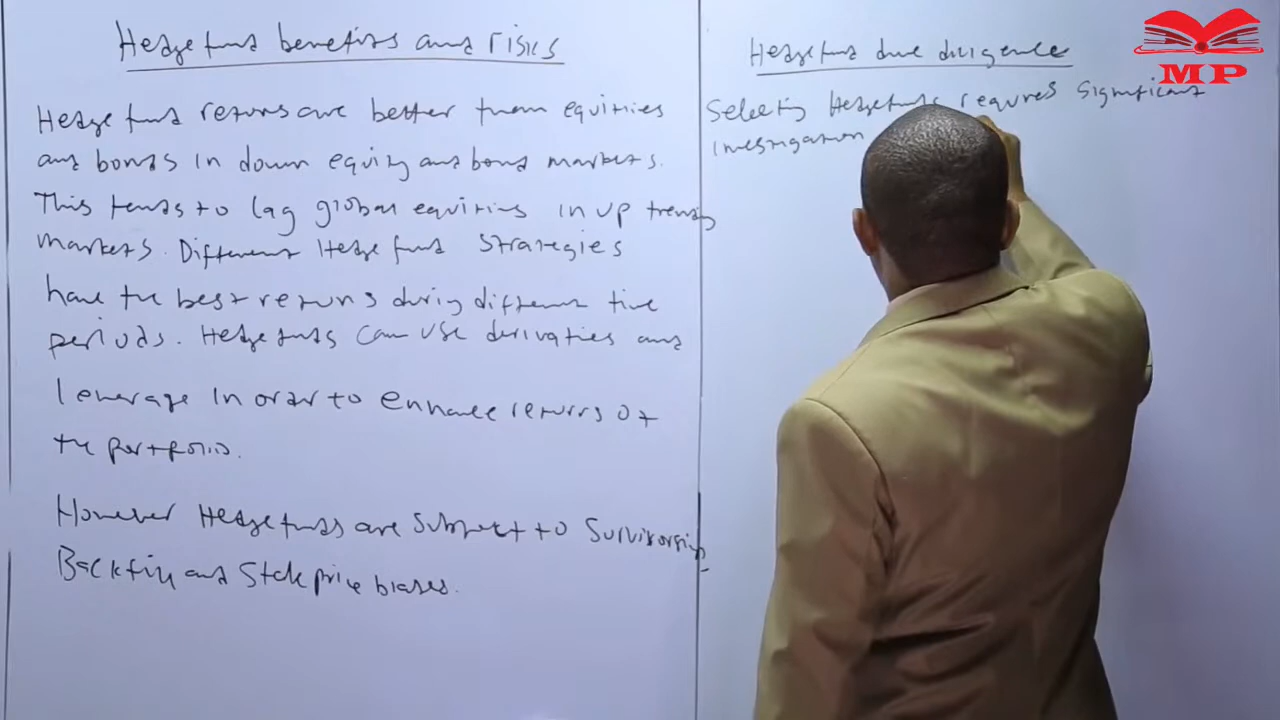 Hedge fund benefits and risks
Hedge fund returns are better than equities
and bonds in down equity and bond markets.
This tends to lag global equities in up trending
markets. Different Hedge fund strategies
have the best returns during different time
periods. Hedge funds can use derivaties and
leverage in order to enhance returns of
the portfolio.
However Hedge funds are subject to Survivorship
Backfill and Stale price biases.
Hedge fund due diligence
Selecting Hedge funds requires significant
investigation
MP